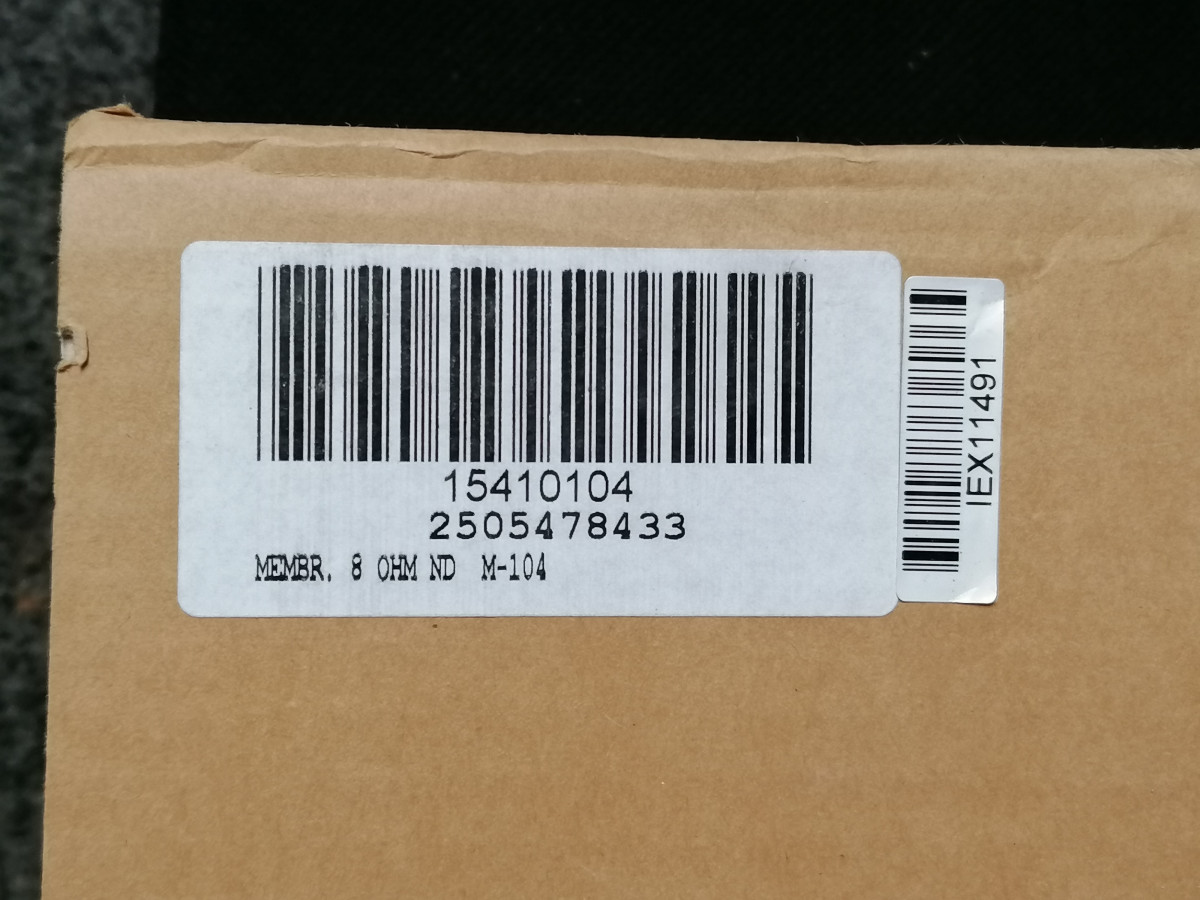 15410104
2505478433
MEMBR. 8 OHM ND M-104
IEX11491